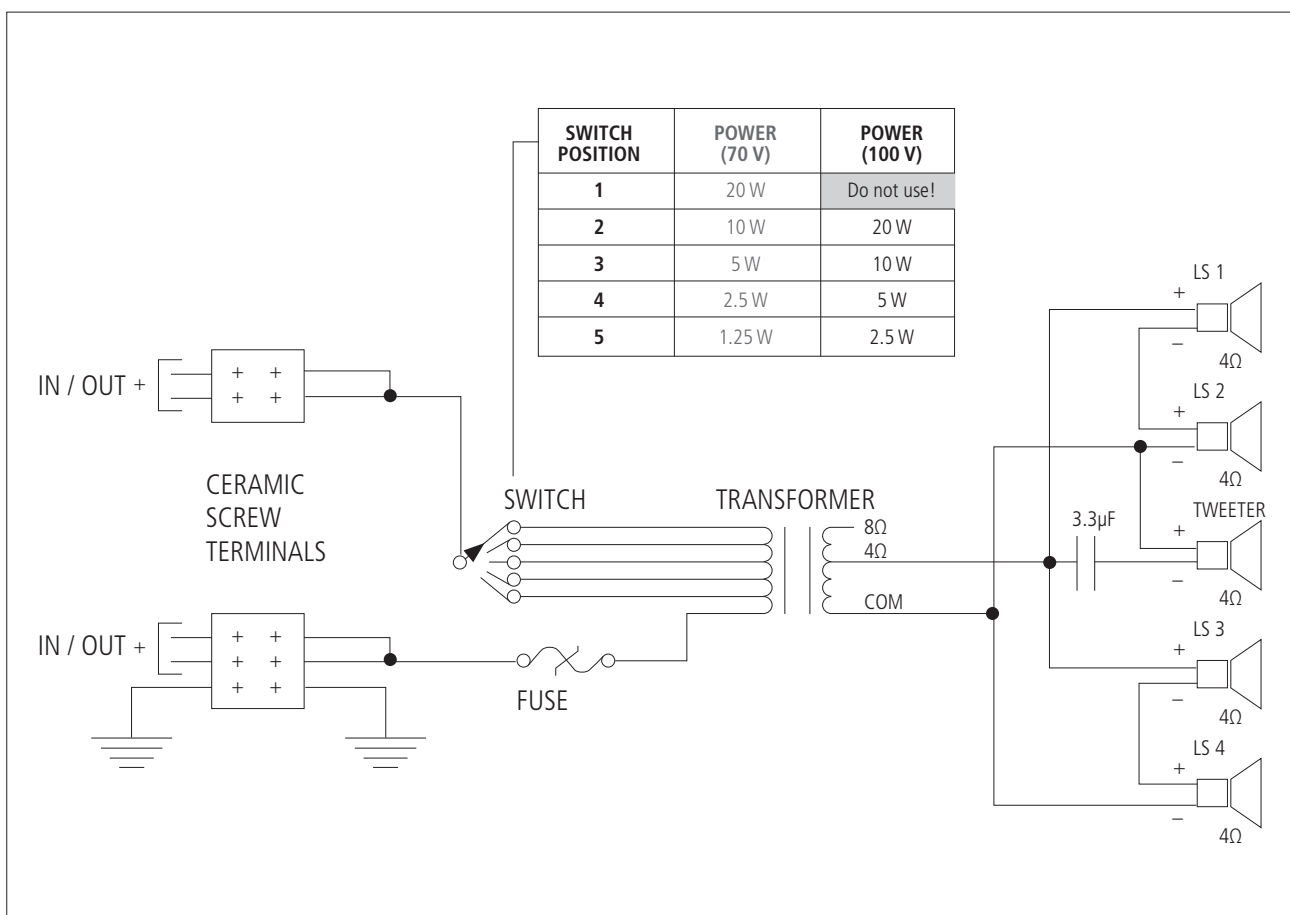 SWITCH POSITION POWER (70 V) POWER (100 V)
1 20 W Do not use!
2 10 W 20 W
3 5 W 10 W
4 2.5 W 5 W
5 1.25 W 2.5 W
IN / OUT +
+ +
+ +
CERAMIC
SCREW
TERMINALS
IN / OUT +
+ +
+ +
+ +
SWITCH
FUSE
TRANSFORMER
8Ω
4Ω
COM
3.3µF
LS 1
+
–
4Ω
LS 2
+
–
4Ω
TWEETER
+
–
4Ω
LS 3
+
–
4Ω
LS 4
+
–
4Ω